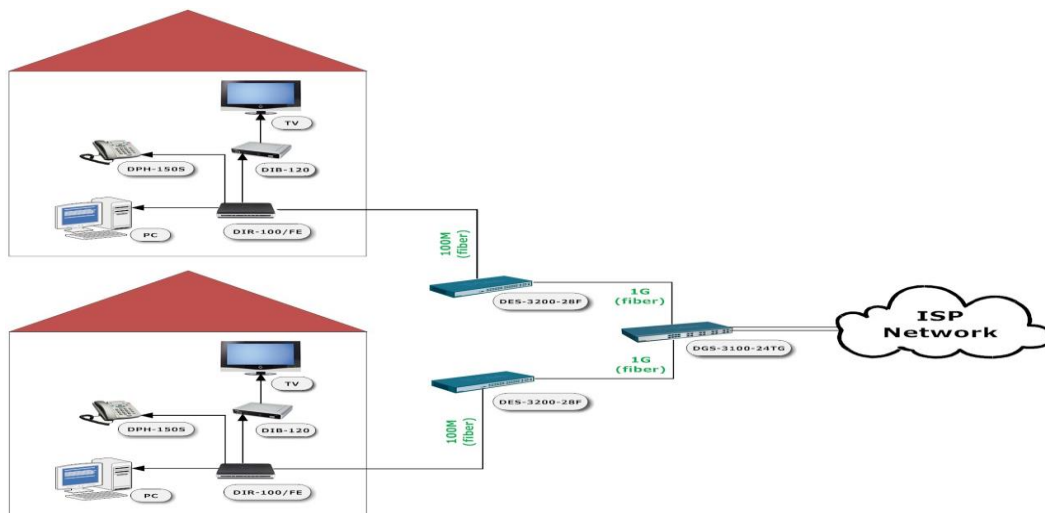 TV
DPH-150S
DIB-120
PC
DIR-100/FE
100M
(fiber)
DES-3200-28F
1G
(fiber)
DGS-3100-24TG
ISP
Network
TV
DPH-150S
DIB-120
PC
DIR-100/FE
100M
(fiber)
DES-3200-28F
1G
(fiber)